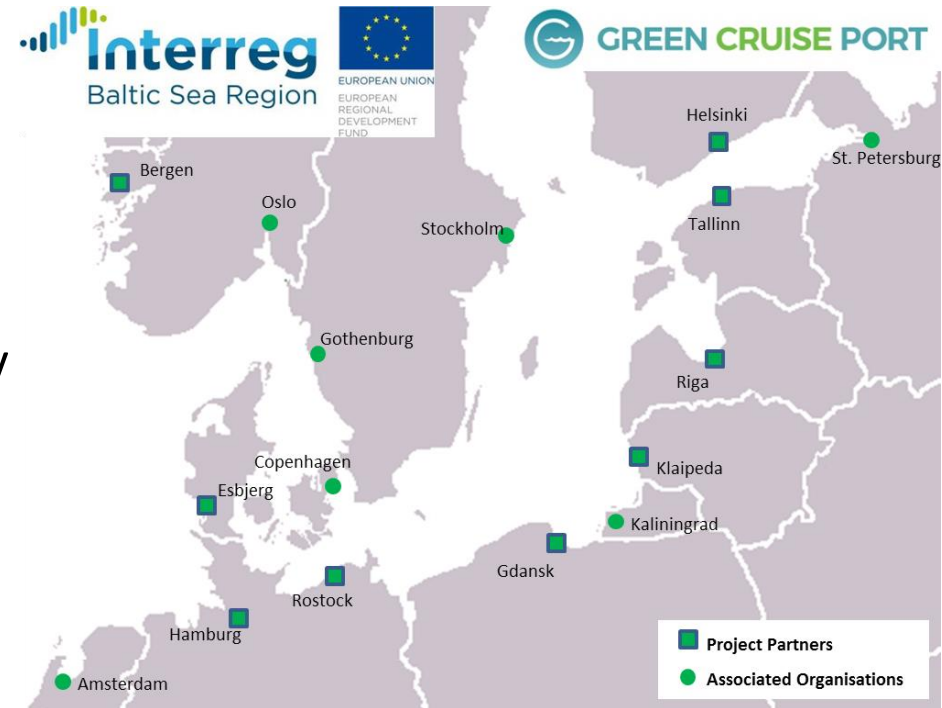 Interreg
Baltic Sea Region
EUROPEAN UNION
EUROPEAN
REGIONAL
DEVELOPMENT
FUND
GREEN CRUISE PORT
Helsinki
St. Petersburg
Bergen
Oslo
Tallinn
Stockholm
Gothenburg
Riga
Copenhagen
Klaipeda
Esbjerg
Kaliningrad
Gdansk
Rostock
Hamburg
Amsterdam
Project Partners
Associated Organisations